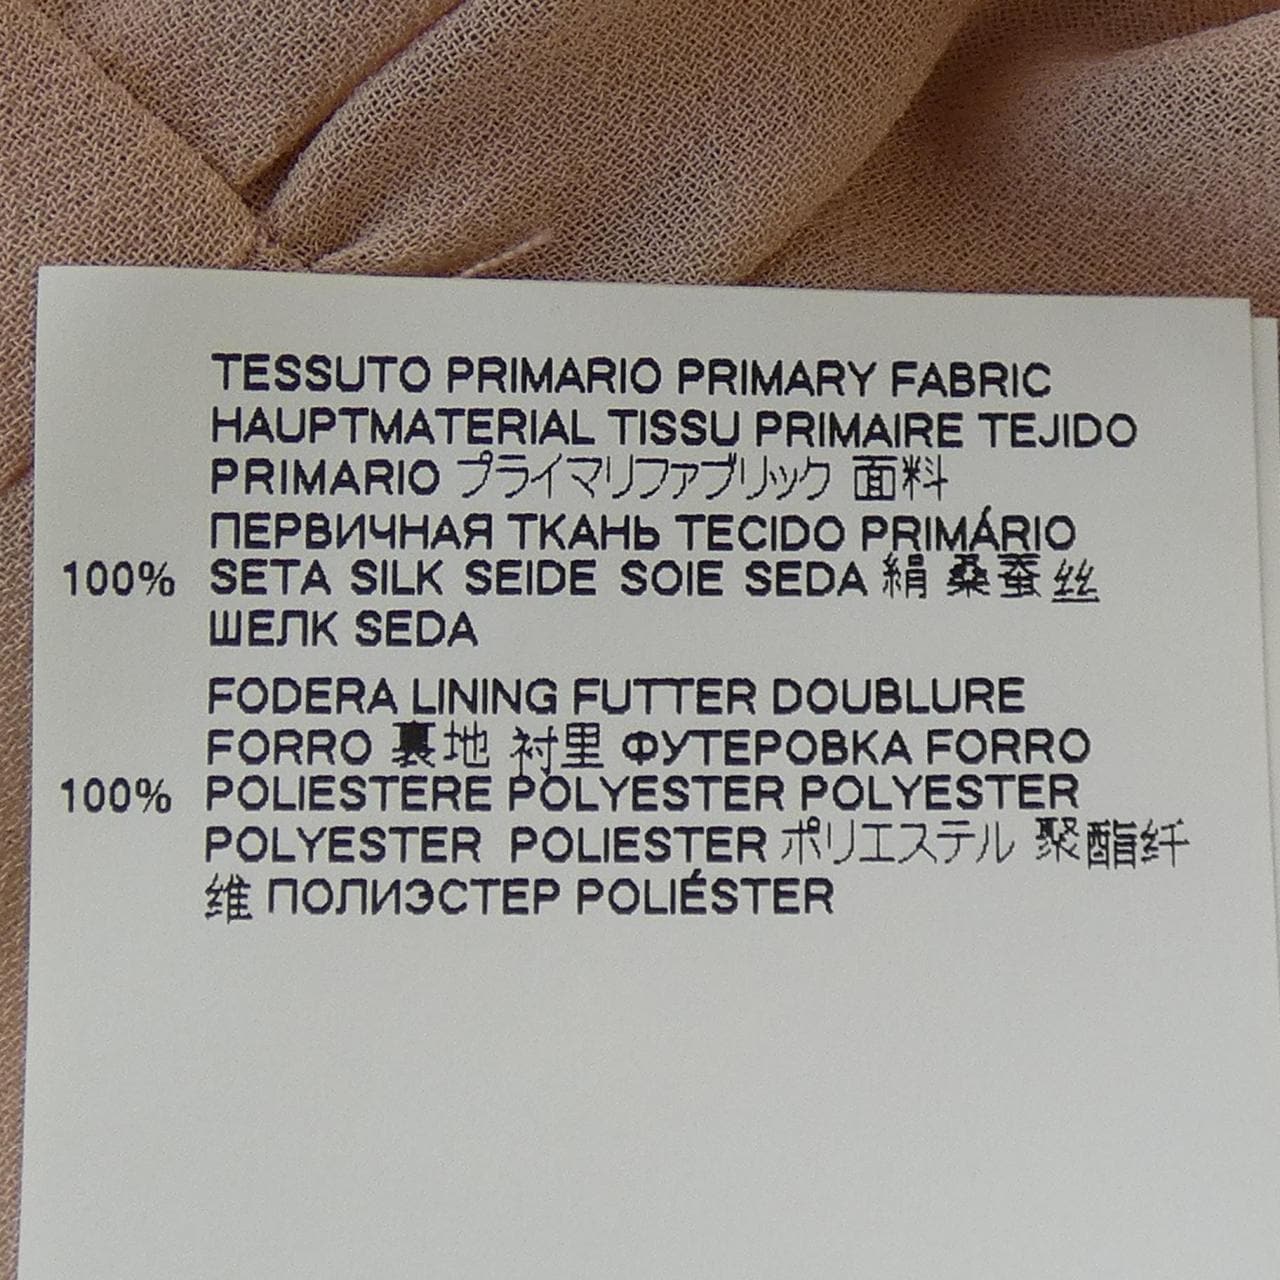 TESSUTO PRIMARIO PRIMARY FABRIC
HAUPTMATERIAL TISSU PRIMAIRE TEJIDO
PRIMARIO プライマリファブリック 面料
ПЕРВИЧНАЯ ТКАНЬ TECIDO PRIMÁRIO
100% SETA SILK SEIDE SOIE SEDA 絹 桑蚕丝
ШЕЛК SEDA
FODERA LINING FUTTER DOUBLURE
FORRO 裏地 衬里 ФУТЕРОВКА FORRO
100% POLIESTERE POLYESTER POLYESTER
POLYESTER POLIESTER ポリエステル 聚酯纤
维 ПОЛИЭСТЕР POLIÉSTER